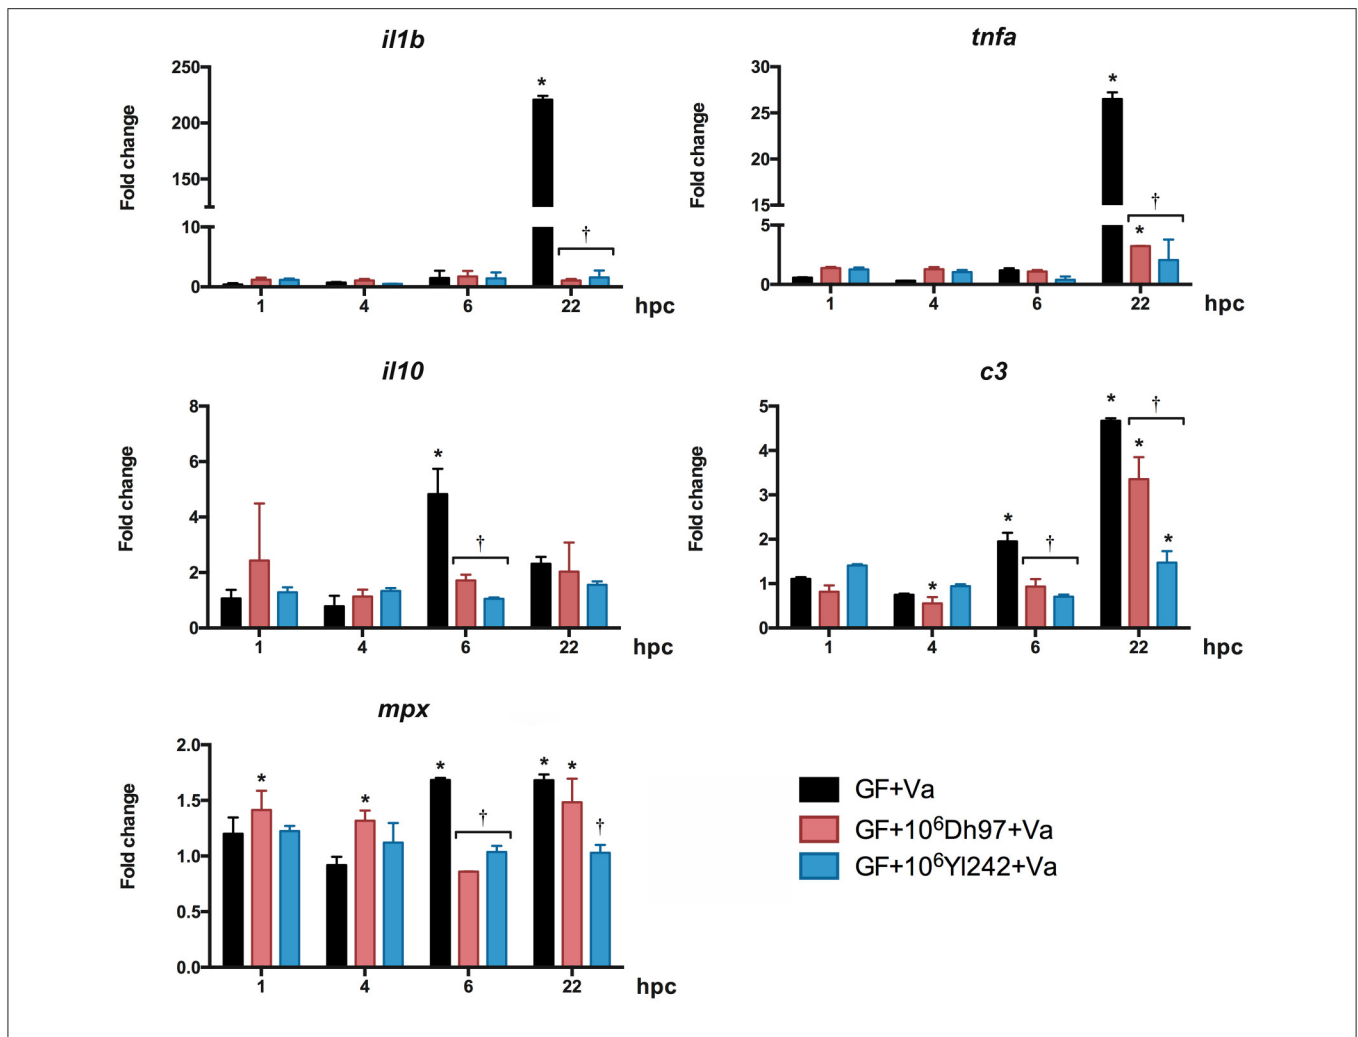 il1b
Fold change
250
200
150
10
0
*
†
1 4 6 22 hpc
tnfa
Fold change
30
25
20
15
5
0
*
†
*
1 4 6 22 hpc
il10
Fold change
8
6
4
2
0
*
†
1 4 6 22 hpc
c3
Fold change
5
4
3
2
1
0
*
*
†
*
†
*
*
1 4 6 22 hpc
mpx
Fold change
2.0
1.5
1.0
0.5
0.0
*
*
*
†
* *
†
1 4 6 22 hpc
GF+Va
GF+10⁶Dh97+Va
GF+10⁶Yl242+Va